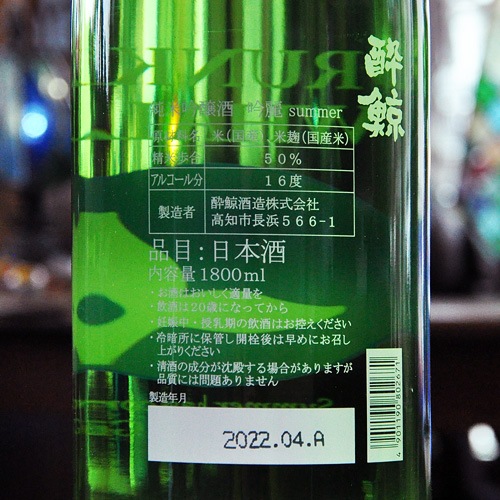 酔鯨
純米吟醸酒 吟麗 summer
原材料名 米(国産)、米麹(国産米)
精米歩合 50%
アルコール分 16度
製造者 酔鯨酒造株式会社
高知市長浜566-1
品目:日本酒
内容量1800ml
・お酒はおいしく適量を
・飲酒は20歳になってから
・妊娠中・授乳期の飲酒はお控えください
・冷暗所に保管し開栓後は早めにお召し
上がりください
・清酒の成分が沈殿する場合がありますが
品質には問題ありません
製造年月
2022.04.A
4901190802671